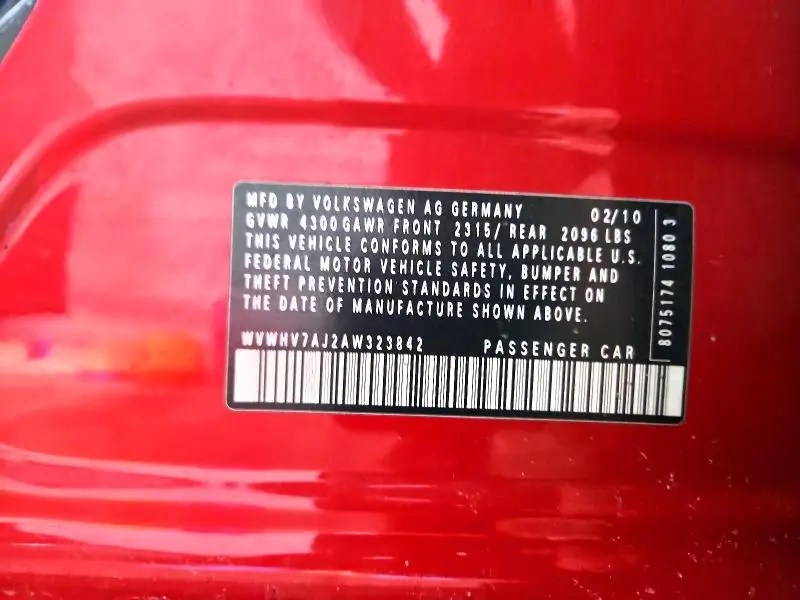 MFD BY VOLKSWAGEN AG GERMANY 02/10
GVWR 4300 GAWR FRONT 2315/ REAR 2096 LBS
THIS VEHICLE CONFORMS TO ALL APPLICABLE U.S.
FEDERAL MOTOR VEHICLE SAFETY, BUMPER AND
THEFT PREVENTION STANDARDS IN EFFECT ON
THE DATE OF MANUFACTURE SHOWN ABOVE.
WVWHV7AJ2AW323842 PASSENGER CAR
8075174 1080 3